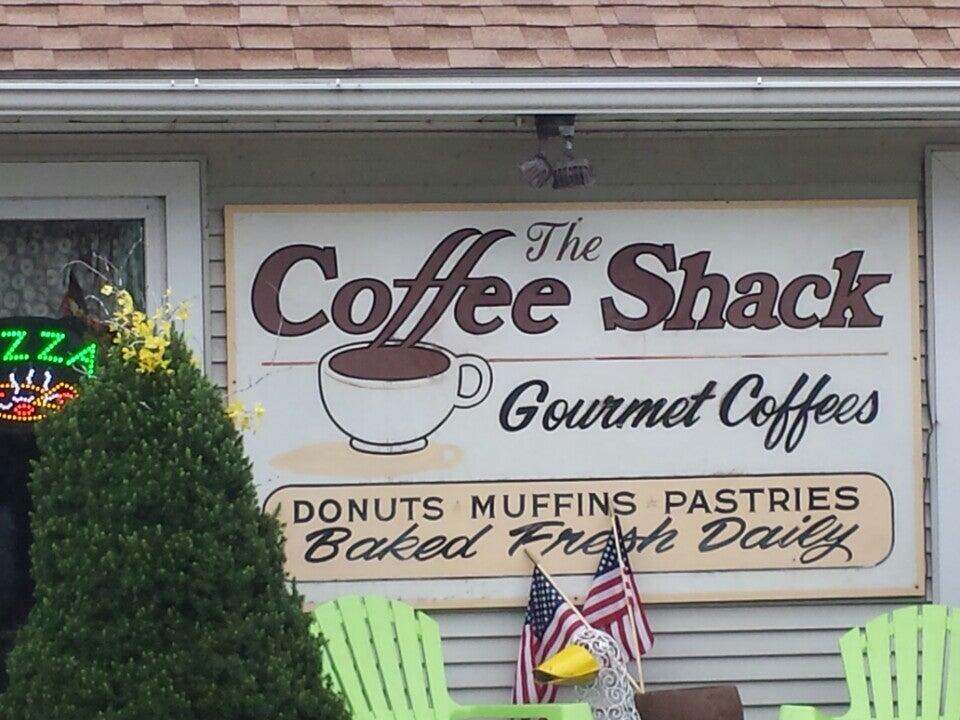 The
Coffee Shack
Gourmet Coffees
DONUTS MUFFINS PASTRIES
Baked Fresh Daily
ZZA